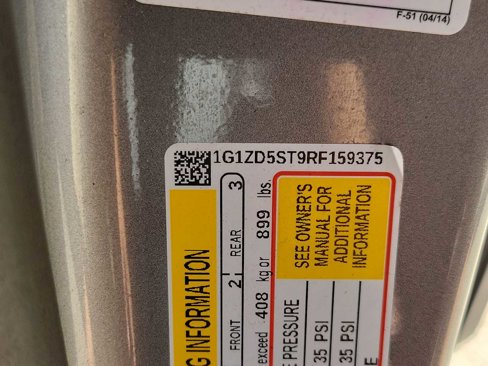 F-51 (04/14)
1G1ZD5ST9RF159375
G INFORMATION
FRONT 2 REAR 3
exceed 408 kg or 899 lbs.
SEE OWNER'S
MANUAL FOR
ADDITIONAL
INFORMATION
E PRESSURE
35 PSI
35 PSI